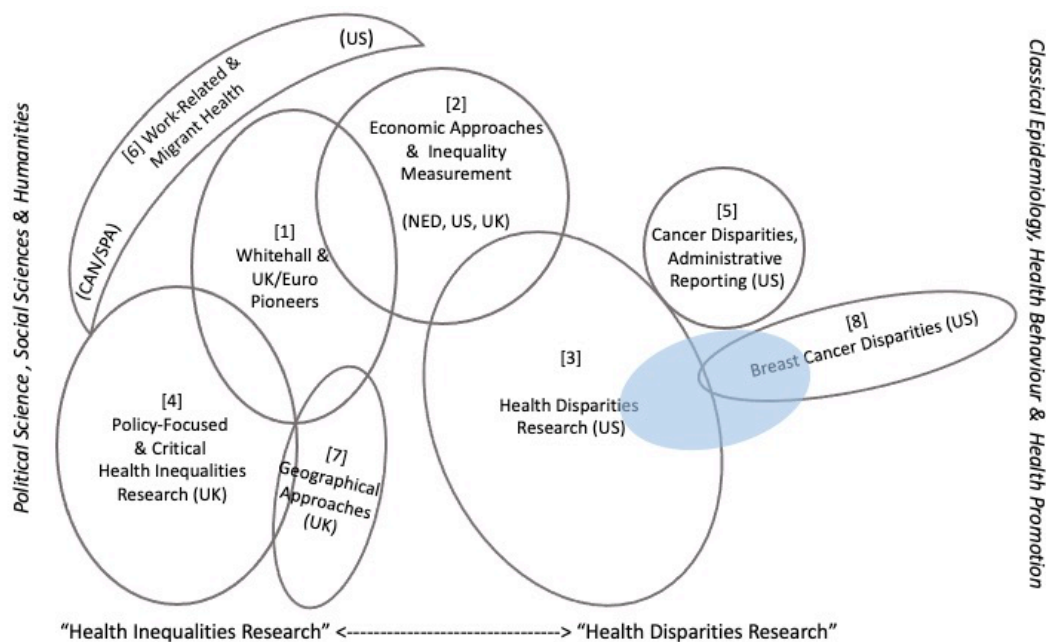 Political Science, Social Sciences & Humanities
(US)
[6] Work-Related &
Migrant Health
(CAN/SPA)
[2]
Economic Approaches
& Inequality
Measurement
(NED, US, UK)
[1]
Whitehall &
UK/Euro
Pioneers
[5]
Cancer Disparities,
Administrative
Reporting (US)
[8]
Breast Cancer Disparities (US)
[3]
Health Disparities
Research (US)
[4]
Policy-Focused
& Critical
Health Inequalities
Research (UK)
[7]
Geographical
Approaches
(UK)
Classical Epidemiology, Health Behaviour & Health Promotion
“Health Inequalities Research” <----------------------------> “Health Disparities Research”